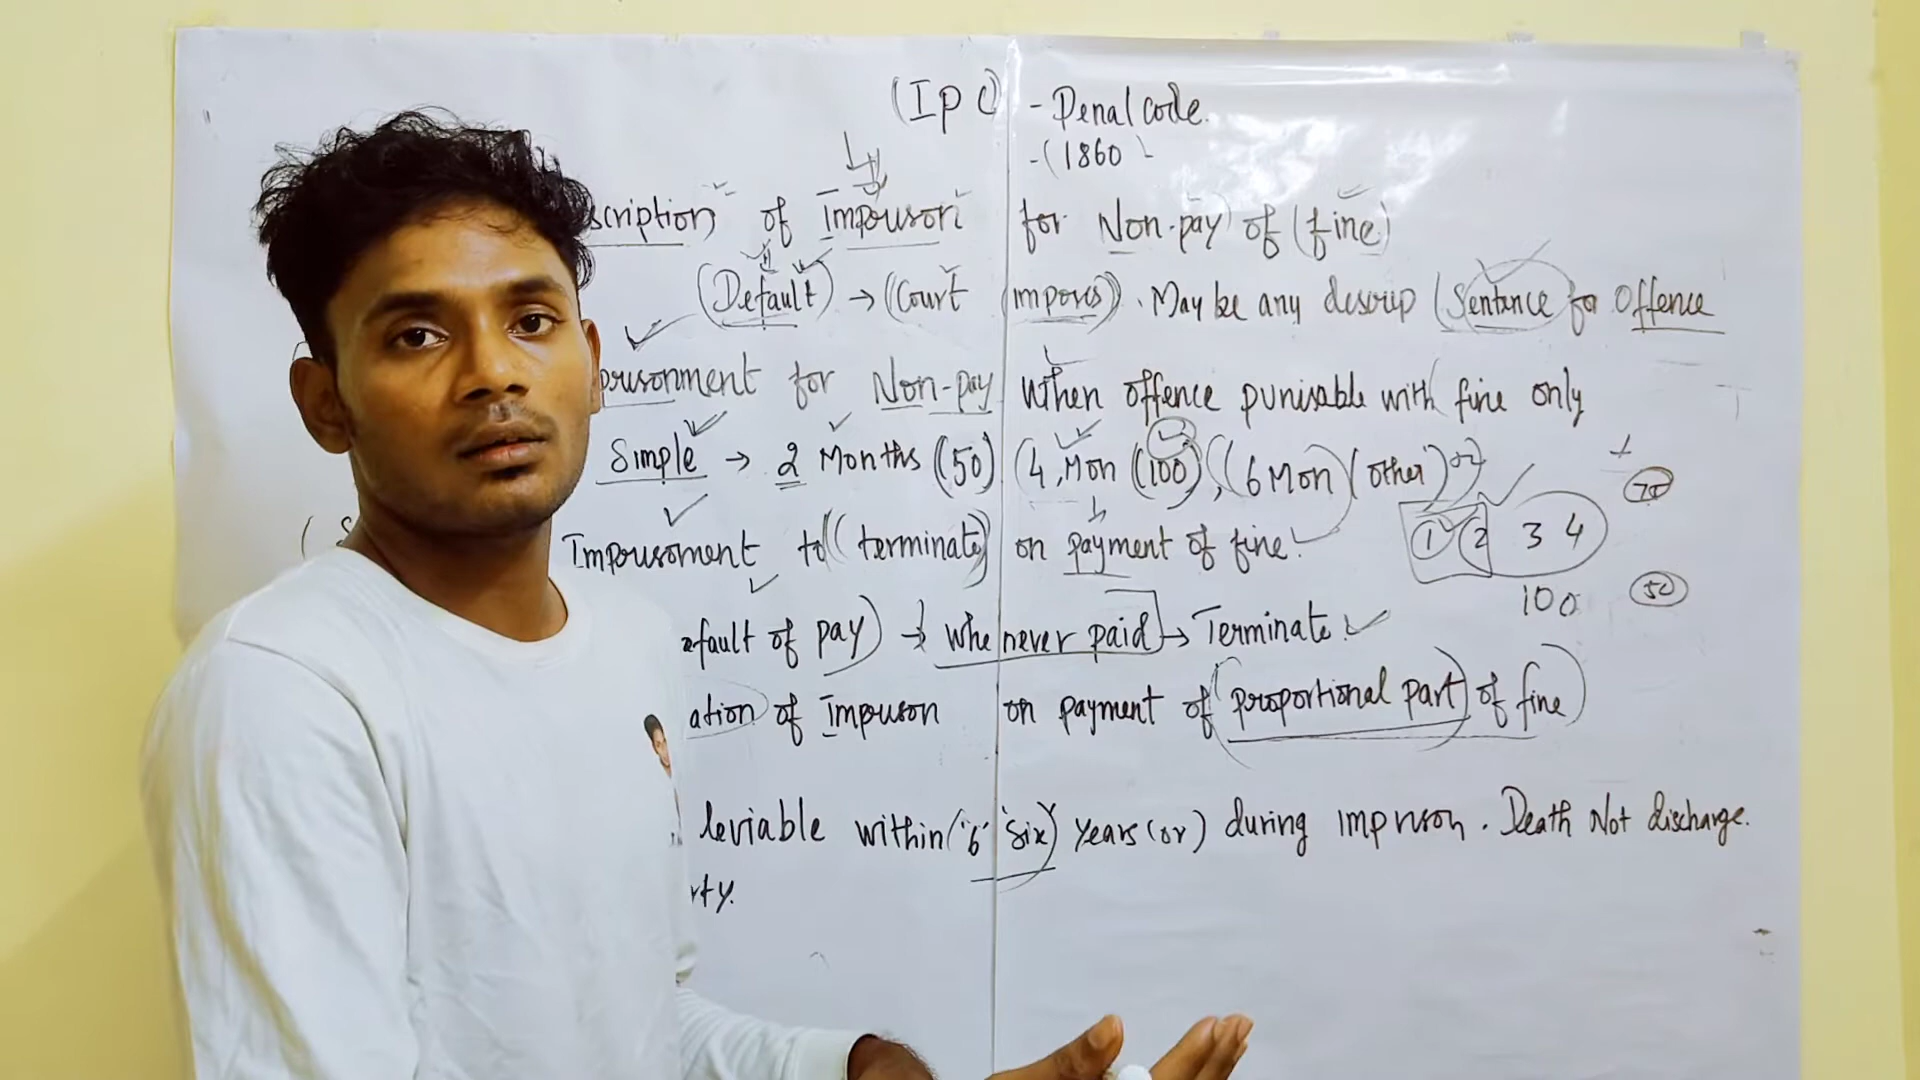 (IPC) - Penal code.
- (1860
scription of Imprison for Non-pay of (fine)
(Default) → (Court imposes) . May be any descrip (Sentence for Offence
prisonment for Non-pay When offence punisable with fine only
Simple → 2 Months (50) (4 Mon (100), (6 Mon) (other)
70
Imprisoment to (terminate) on payment of fine.
① ② 3 4
100
50
efault of pay) → whenever paid → Terminate.
ation of Imprison on payment of (proportional part) of fine)
leviable within ('6' Six) years (or) during imprison . Death Not discharge.
rty.